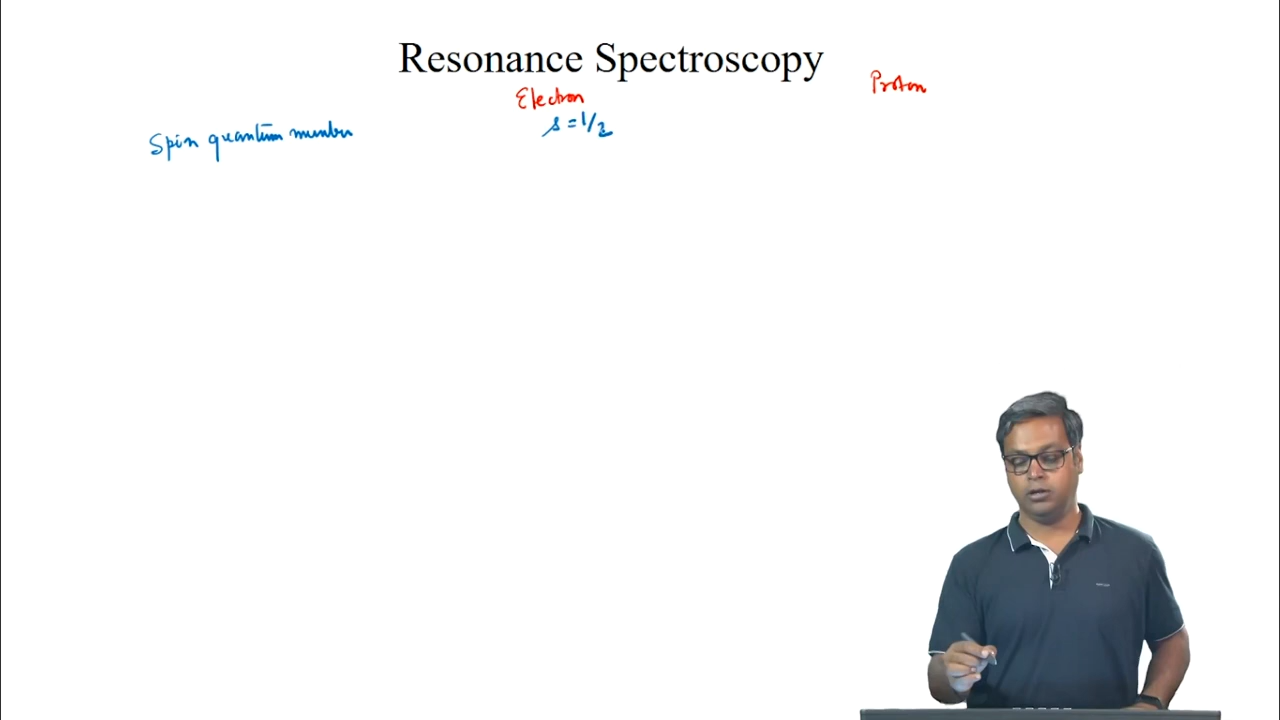 Resonance Spectroscopy
Electron Proton
Spin quantum number s = 1/2